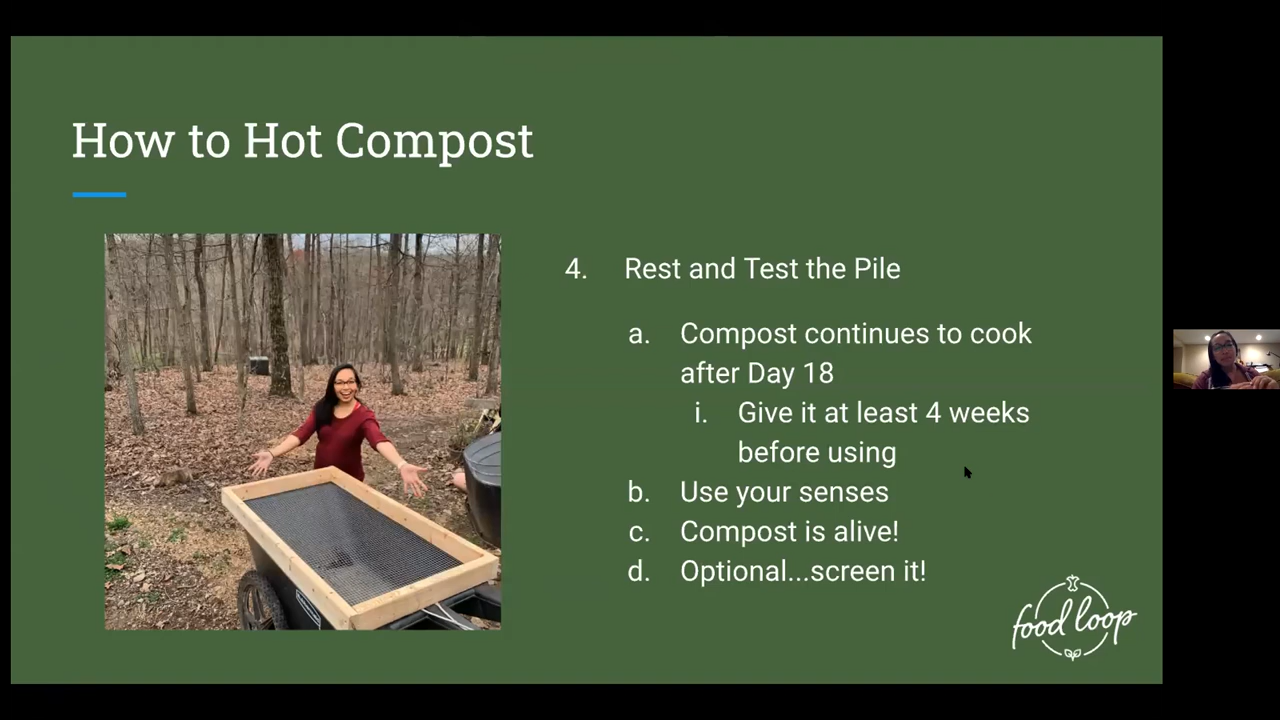 How to Hot Compost
4. Rest and Test the Pile
a. Compost continues to cook
after Day 18
i. Give it at least 4 weeks
before using
b. Use your senses
c. Compost is alive!
d. Optional...screen it!
food loop